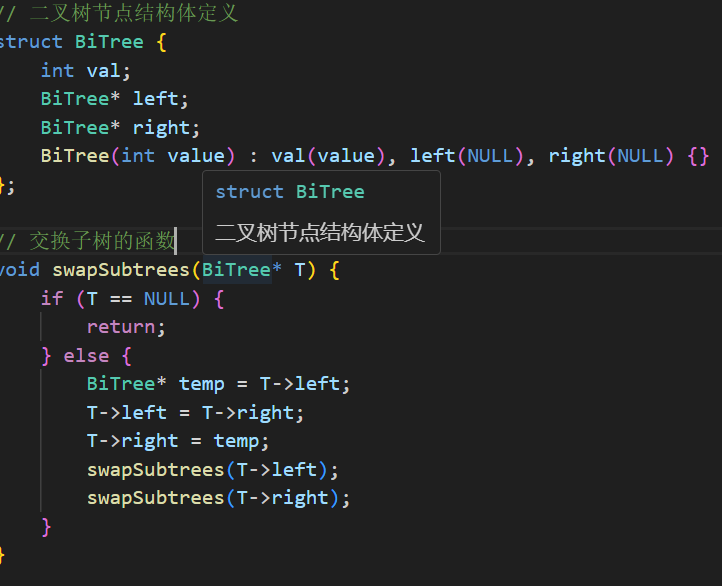 // 二叉树节点结构体定义
struct BiTree {
    int val;
    BiTree* left;
    BiTree* right;
    BiTree(int value) : val(value), left(NULL), right(NULL) {}
};
struct BiTree
二叉树节点结构体定义
// 交换子树的函数
void swapSubtrees(BiTree* T) {
    if (T == NULL) {
        return;
    } else {
        BiTree* temp = T->left;
        T->left = T->right;
        T->right = temp;
        swapSubtrees(T->left);
        swapSubtrees(T->right);
    }
}